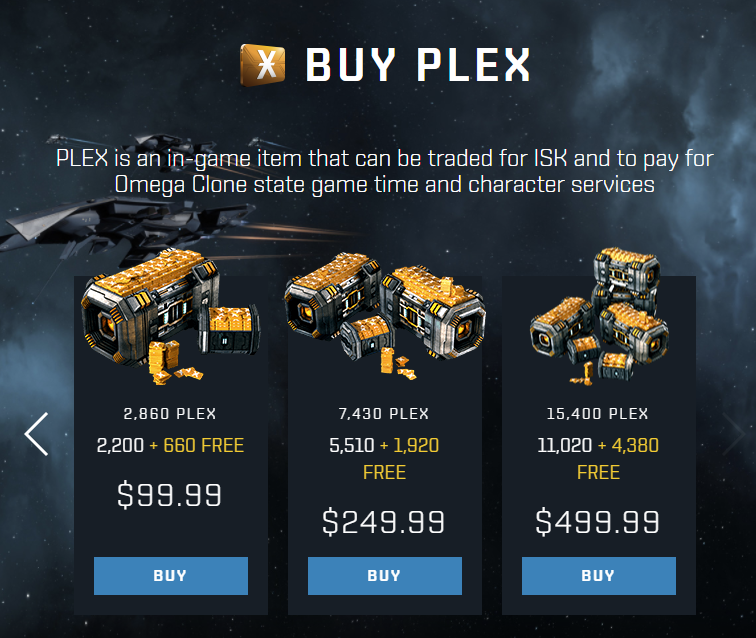 BUY PLEX
PLEX is an in-game item that can be traded for ISK and to pay for
Omega Clone state game time and character services
2,860 PLEX
2,200 + 660 FREE
$99.99
BUY
7,430 PLEX
5,510 + 1,920
FREE
$249.99
BUY
15,400 PLEX
11,020 + 4,380
FREE
$499.99
BUY